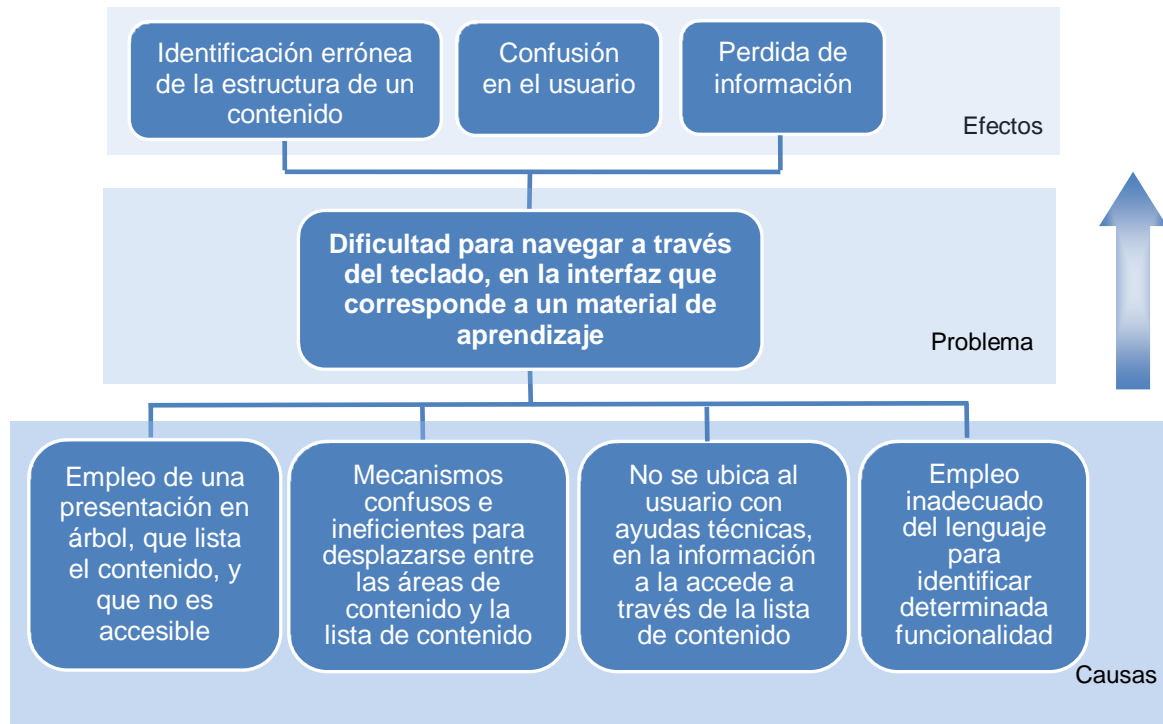 Identificación errónea
de la estructura de un
contenido
Confusión
en el usuario
Perdida de
información
Efectos
Dificultad para navegar a través
del teclado, en la interfaz que
corresponde a un material de
aprendizaje
Problema
Empleo de una
presentación en
árbol, que lista
el contenido, y
que no es
accesible
Mecanismos
confusos e
ineficientes para
desplazarse entre
las áreas de
contenido y la
lista de contenido
No se ubica al
usuario con
ayudas técnicas,
en la información
a la accede a
través de la lista
de contenido
Empleo
inadecuado
del lenguaje
para
identificar
determinada
funcionalidad
Causas